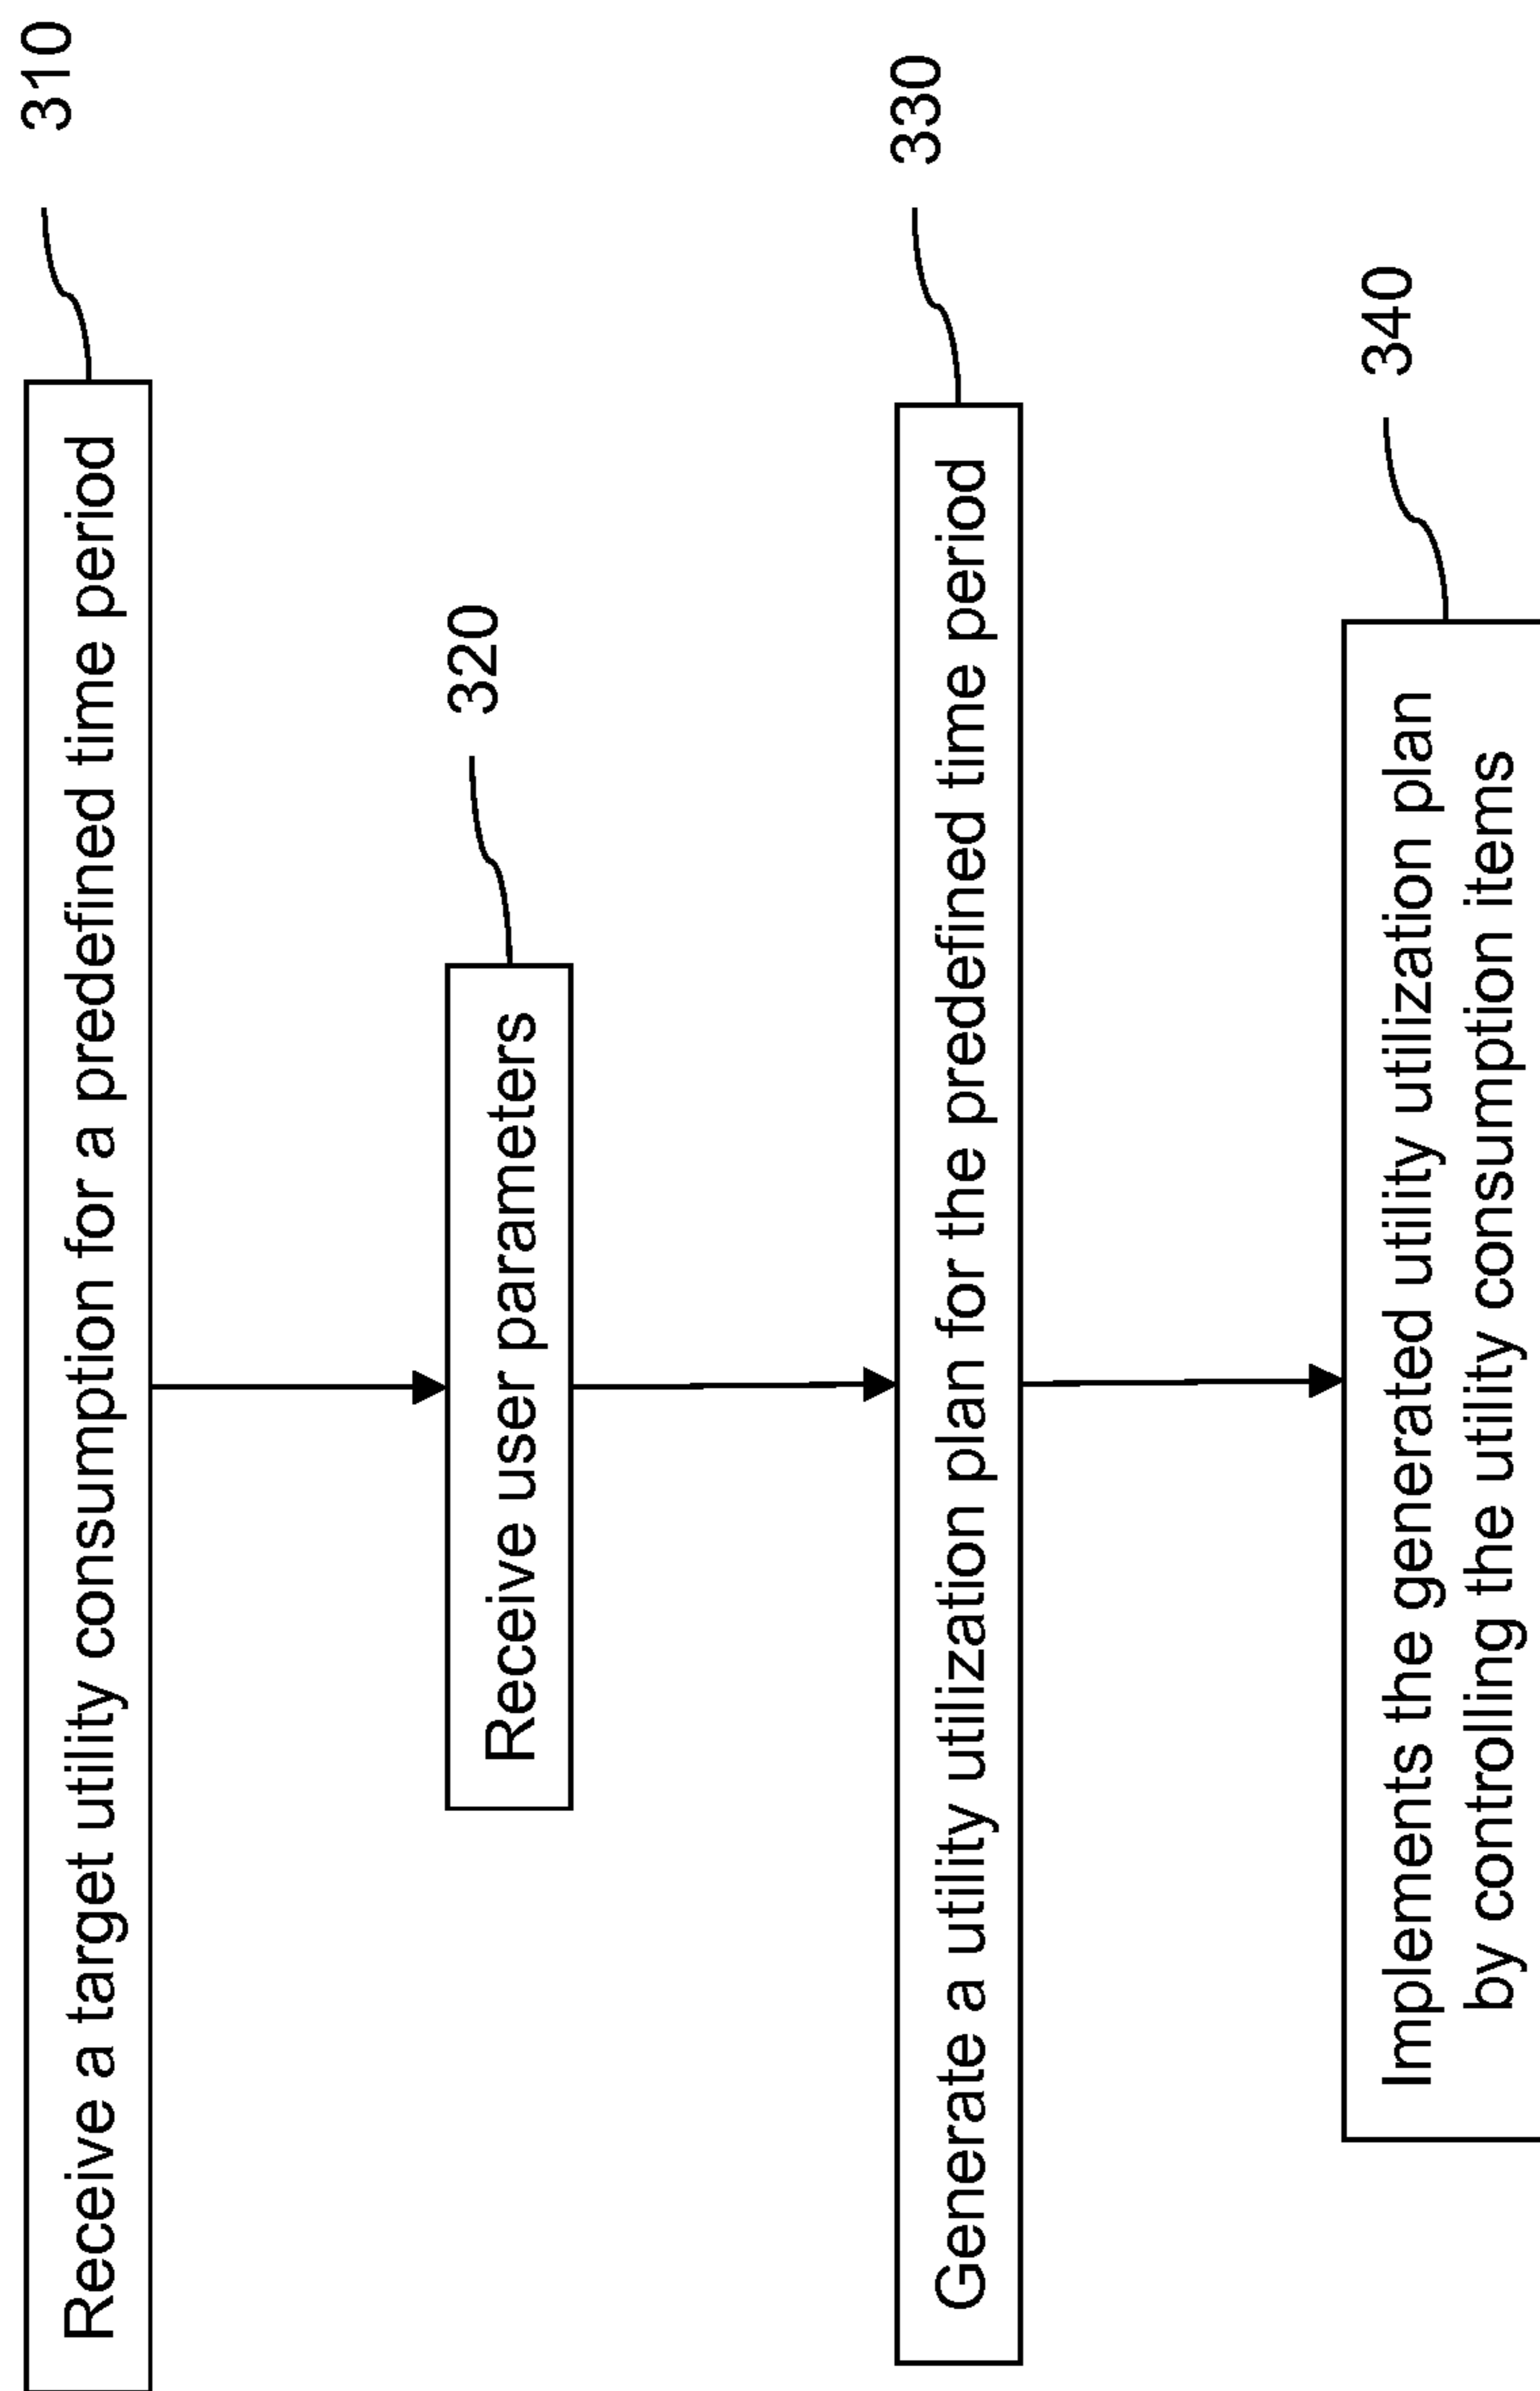 310
Receive a target utility consumption for a predefined time period
320
Receive user parameters
330
Generate a utility utilization plan for the predefined time period
340
Implements the generated utility utilization plan
by controlling the utility consumption items